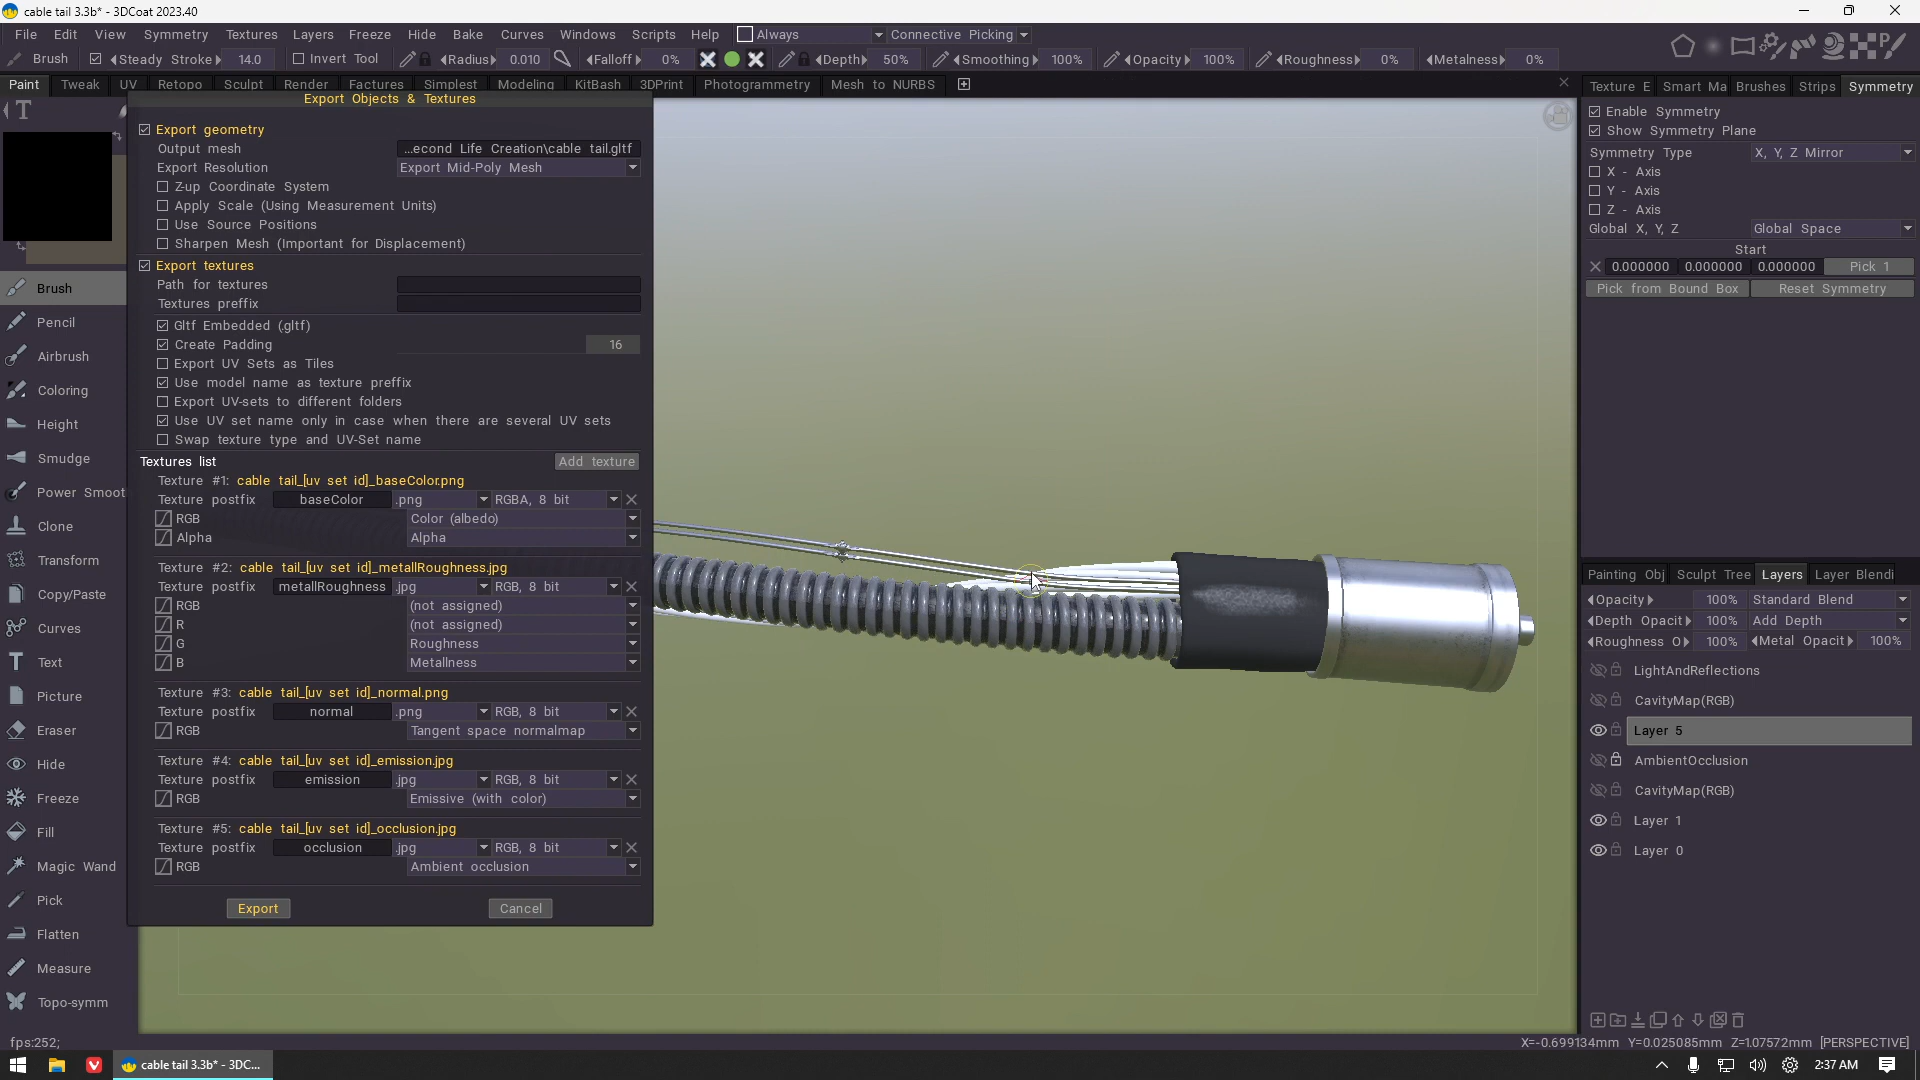 cable tail 3.3b* - 3DCoat 2023.40
File Edit View Symmetry Textures Layers Freeze Hide Bake Curves Windows Scripts Help Always Connective Picking
Brush Steady Stroke 14.0 Invert Tool Radius 0.010 Falloff 0% Depth 50% Smoothing 100% Opacity 100% Roughness 0% Metalness 0%
Paint Tweak UV Retopo Sculpt Render Factures Simplest Modeling KitBash 3DPrint Photogrammetry Mesh to NURBS
Texture E Smart Ma Brushes Strips Symmetry
Export Objects & Textures
Export geometry
Output mesh ...econd Life Creation\cable tail.gltf
Export Resolution Export Mid-Poly Mesh
Z-up Coordinate System
Apply Scale (Using Measurement Units)
Use Source Positions
Sharpen Mesh (Important for Displacement)
Export textures
Path for textures
Textures preffix
Gltf Embedded (.gltf)
Create Padding 16
Export UV Sets as Tiles
Use model name as texture preffix
Export UV-sets to different folders
Use UV set name only in case when there are several UV sets
Swap texture type and UV-Set name
Textures list Add texture
Texture #1: cable tail_[uv set id]_baseColor.png
Texture postfix baseColor .png RGBA, 8 bit
RGB Color (albedo)
Alpha Alpha
Texture #2: cable tail_[uv set id]_metallRoughness.jpg
Texture postfix metallRoughness .jpg RGB, 8 bit
RGB (not assigned)
R (not assigned)
G Roughness
B Metallness
Texture #3: cable tail_[uv set id]_normal.png
Texture postfix normal .png RGB, 8 bit
RGB Tangent space normalmap
Texture #4: cable tail_[uv set id]_emission.jpg
Texture postfix emission .jpg RGB, 8 bit
RGB Emissive (with color)
Texture #5: cable tail_[uv set id]_occlusion.jpg
Texture postfix occlusion .jpg RGB, 8 bit
RGB Ambient occlusion
Export Cancel
Brush
Pencil
Airbrush
Coloring
Height
Smudge
Power Smoot
Clone
Transform
Copy/Paste
Curves
Text
Picture
Eraser
Hide
Freeze
Fill
Magic Wand
Pick
Flatten
Measure
Topo-symm
Enable Symmetry
Show Symmetry Plane
Symmetry Type X, Y, Z Mirror
X - Axis
Y - Axis
Z - Axis
Global X, Y, Z Global Space
Start
0.000000 0.000000 0.000000 Pick 1
Pick from Bound Box Reset Symmetry
Painting Obj Sculpt Tree Layers Layer Blendi
Opacity 100% Standard Blend
Depth Opacit 100% Add Depth
Roughness O 100% Metal Opacit 100%
LightAndReflections
CavityMap(RGB)
Layer 5
AmbientOcclusion
CavityMap(RGB)
Layer 1
Layer 0
fps:252;
X=-0.699134mm Y=0.025085mm Z=1.07572mm [PERSPECTIVE]
cable tail 3.3b* - 3DC...
2:37 AM